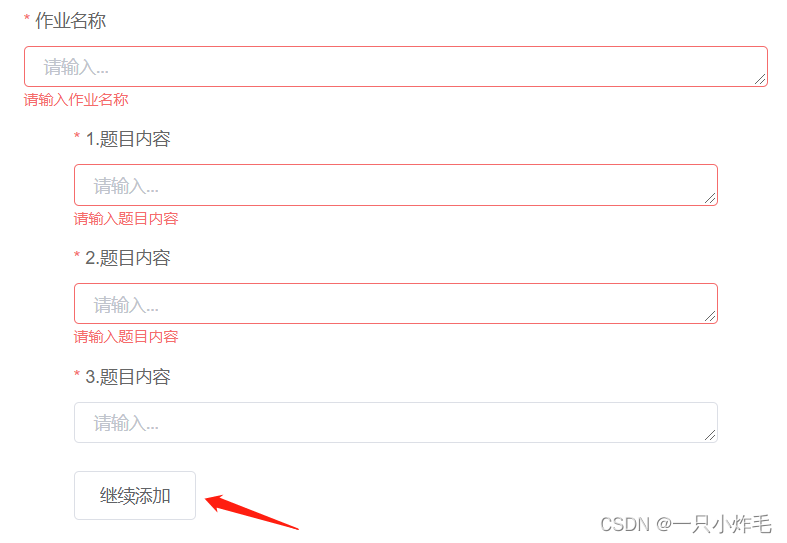 * 作业名称
请输入...
请输入作业名称
* 1.题目内容
请输入...
请输入题目内容
* 2.题目内容
请输入...
请输入题目内容
* 3.题目内容
请输入...
继续添加
CSDN @一只小炸毛